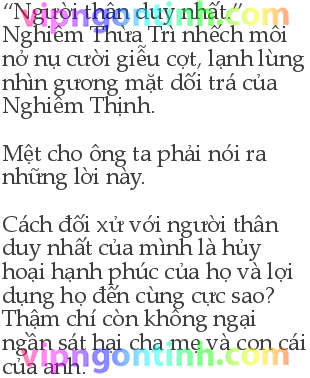 “Người thân duy nhất.”
Nghiêm Thừa Trì nhếch môi
nở nụ cười giễu cợt, lạnh lùng
nhìn gương mặt dối trá của
Nghiêm Thịnh.
Mệt cho ông ta phải nói ra
những lời này.
Cách đối xử với người thân
duy nhất của mình là hủy
hoại hạnh phúc của họ và lợi
dụng họ đến cùng cực sao?
Thậm chí còn không ngại
ngần sát hại cha mẹ và con cái
của anh.
vipngontinh.com
vipngontinh.com